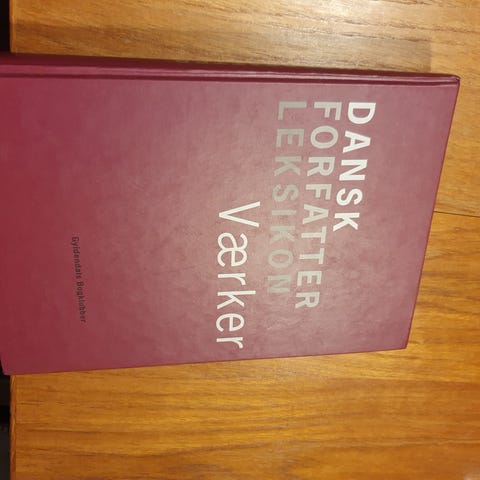 DANSK
FORFATTER
LEKSIKON
Værker
Gyldendals Bogklubber